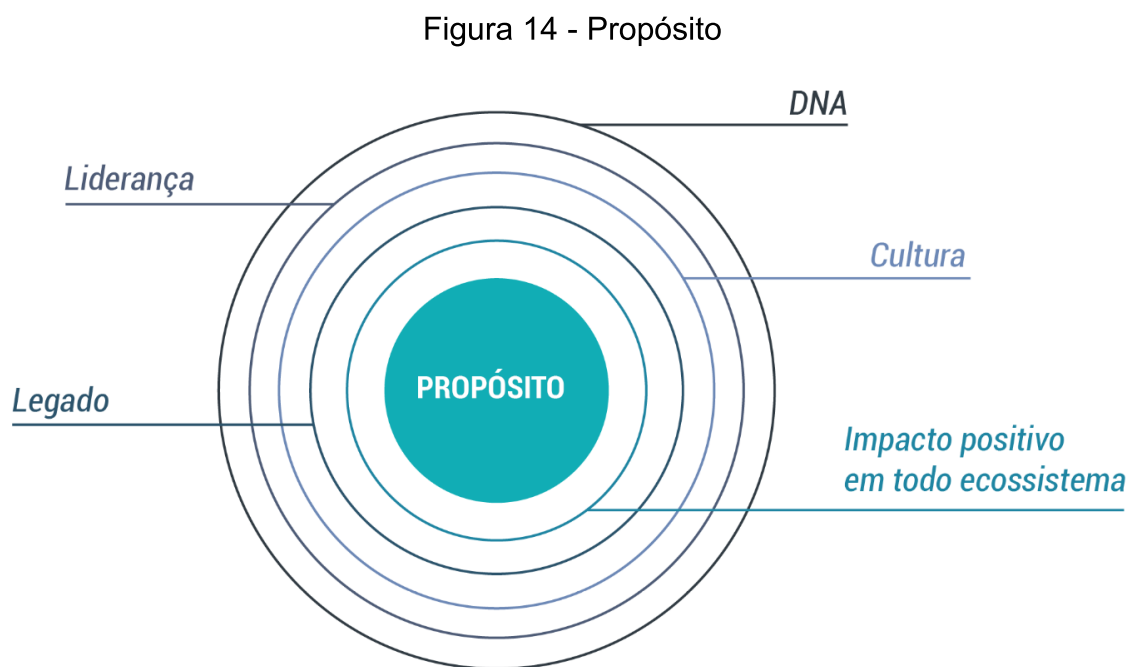 Figura 14 - Propósito
DNA
Liderança
Cultura
PROPÓSITO
Legado
Impacto positivo
em todo ecossistema